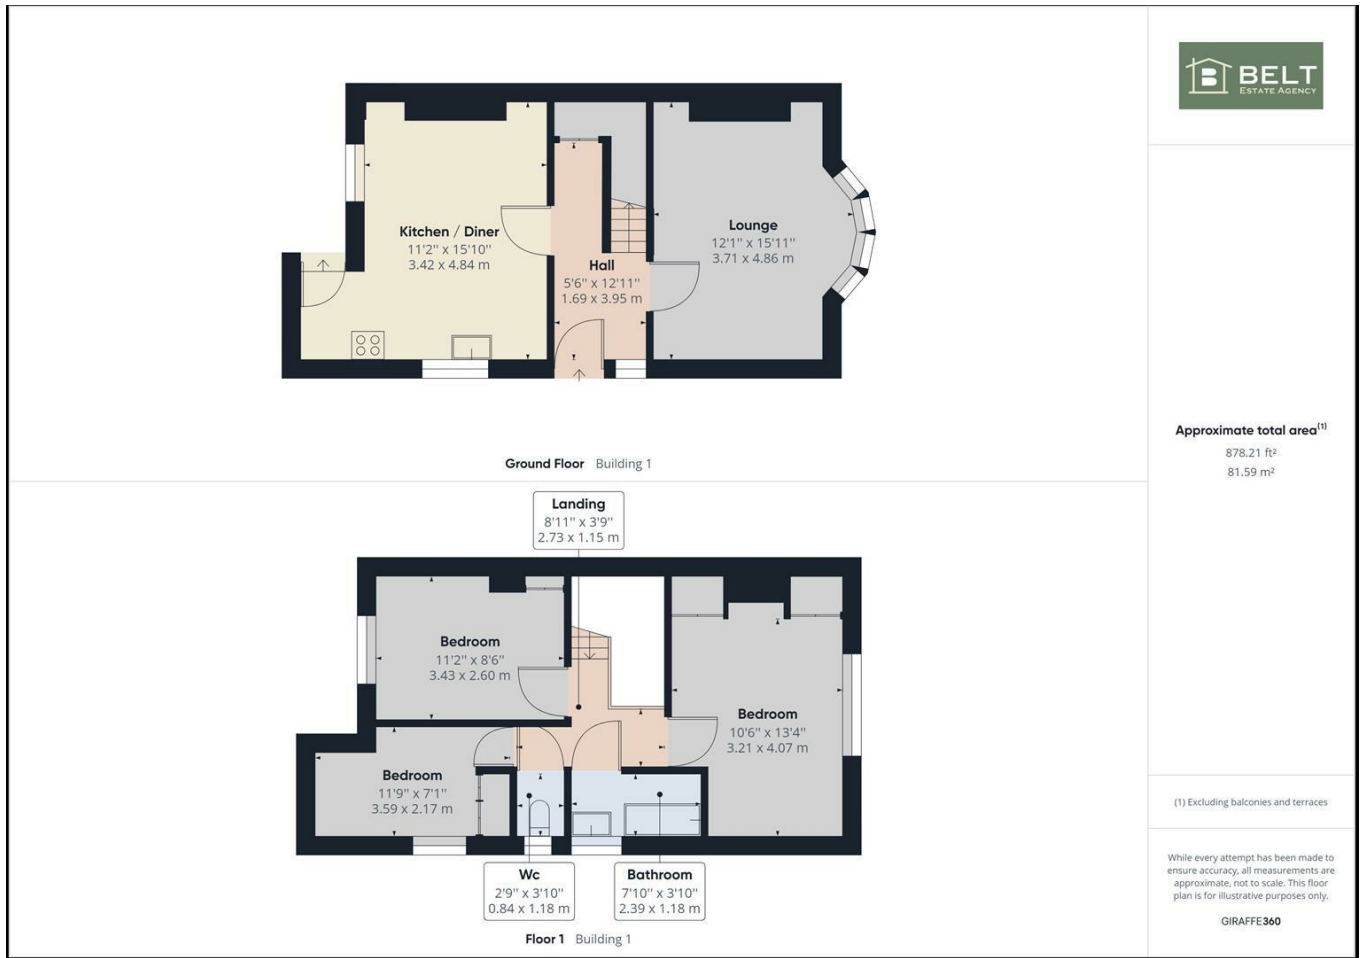 BELT
ESTATE AGENCY
Kitchen / Diner
11'2" x 15'10"
3.42 x 4.84 m
Hall
5'6" x 12'11"
1.69 x 3.95 m
Lounge
12'1" x 15'11"
3.71 x 4.86 m
Ground Floor Building 1
Approximate total area(1)
878.21 ft²
81.59 m²
Landing
8'11" x 3'9"
2.73 x 1.15 m
Bedroom
11'2" x 8'6"
3.43 x 2.60 m
Bedroom
10'6" x 13'4"
3.21 x 4.07 m
Bedroom
11'9" x 7'1"
3.59 x 2.17 m
Wc
2'9" x 3'10"
0.84 x 1.18 m
Bathroom
7'10" x 3'10"
2.39 x 1.18 m
Floor 1 Building 1
(1) Excluding balconies and terraces
While every attempt has been made to
ensure accuracy, all measurements are
approximate, not to scale. This floor
plan is for illustrative purposes only.
GIRAFFE360